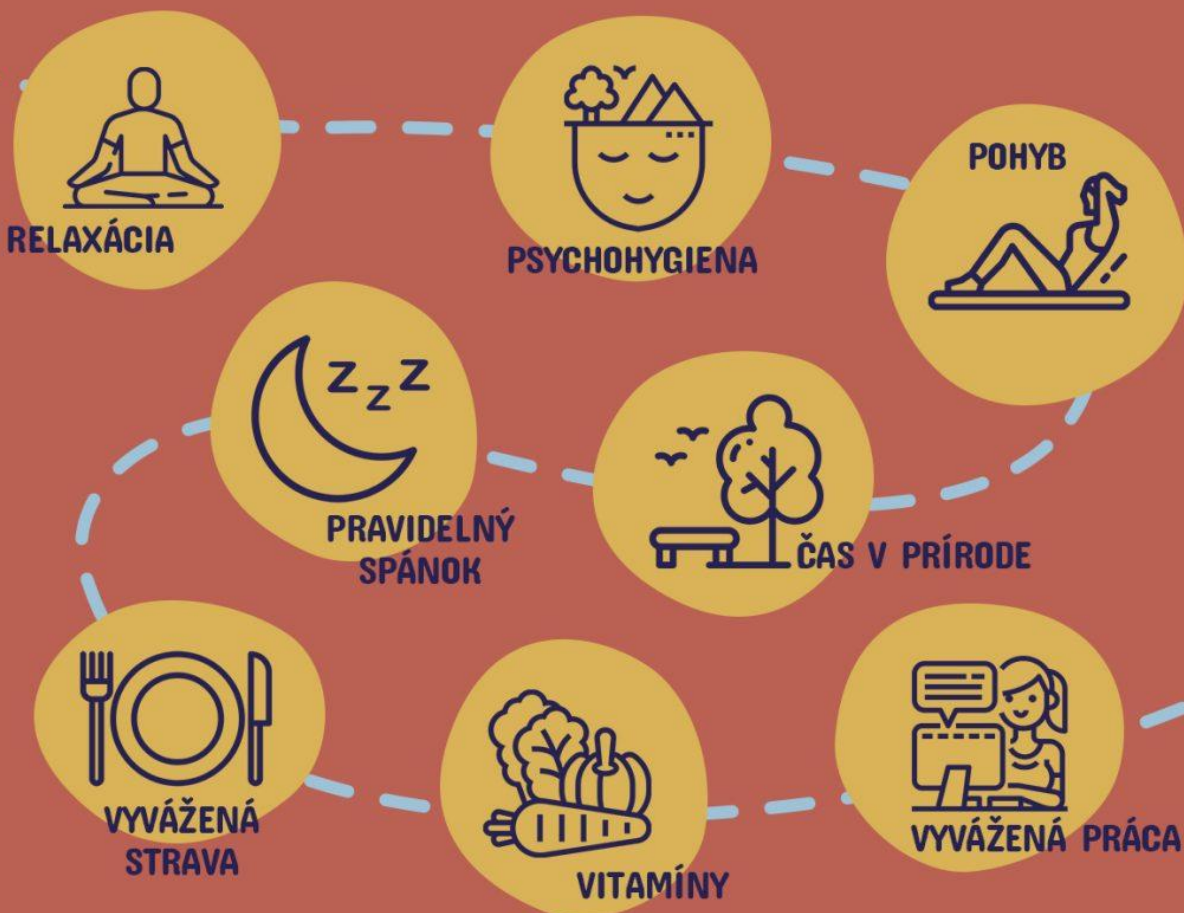 RELAXÁCIA
PSYCHOHYGIENA
POHYB
Z Z Z
PRAVIDELNÝ
SPÁNOK
ČAS V PRÍRODE
VYVÁŽENÁ
STRAVA
VITAMÍNY
VYVÁŽENÁ PRÁCA